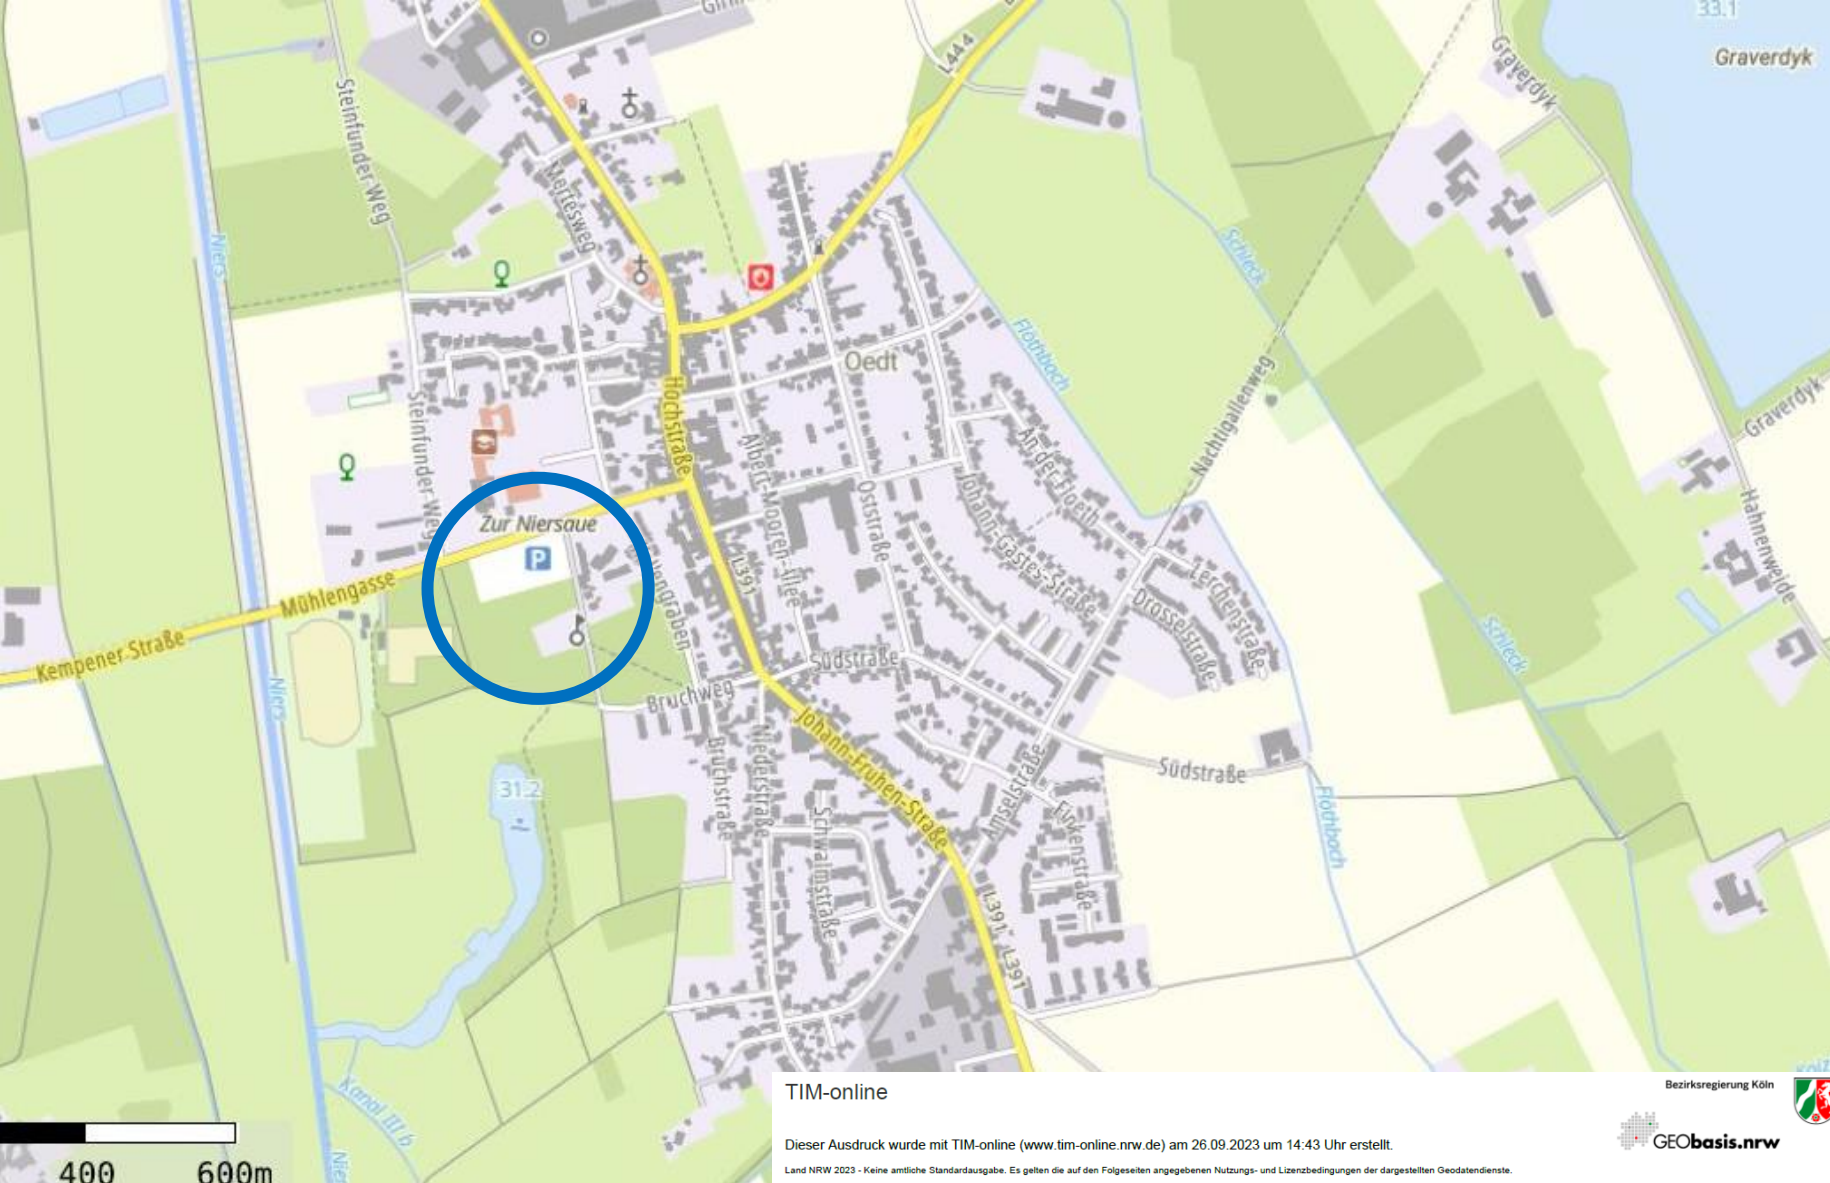 33.1
Graverdyk
Graverdyk
L444
Steinfunder Weg
Mertesweg
Niers
Schleck
Flöthbach
Oedt
Nachtigallenweg
Graverdyk
Hochstraße
Steinfunder Weg
Albert-Mooren-Allee
Oststraße
An der Floeth
Johann-Gastes-Straße
Hahnenweide
Zur Niersaue
P
L391
Lerchenstraße
Drosselstraße
Mühlengasse
Kempener Straße
Schleck
Südstraße
Bruchweg
Niers
Johann-Fruhen-Straße
Bruchstraße
Niederstraße
Südstraße
31.2
Amselstraße
Finkenstraße
Schwalmstraße
Flöthbach
L391
L391
Kanal III b
400 600m
TIM-online
Bezirksregierung Köln
GEObasis.nrw
Dieser Ausdruck wurde mit TIM-online (www.tim-online.nrw.de) am 26.09.2023 um 14:43 Uhr erstellt.
Land NRW 2023 - Keine amtliche Standardausgabe. Es gelten die auf den Folgeseiten angegebenen Nutzungs- und Lizenzbedingungen der dargestellten Geodatendienste.